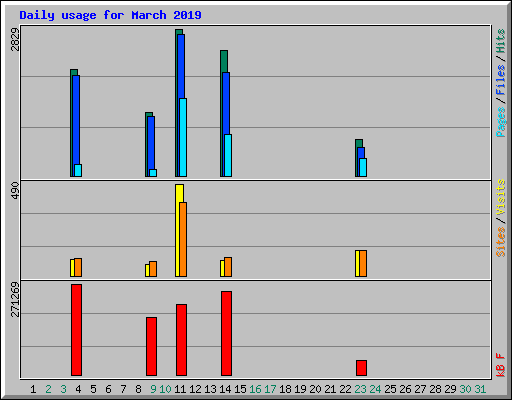 Daily usage for March 2019
2829
490
271269
Pages / Files / Hits
Sites / Visits
kB F
1 2 3 4 5 6 7 8 9 10 11 12 13 14 15 16 17 18 19 20 21 22 23 24 25 26 27 28 29 30 31